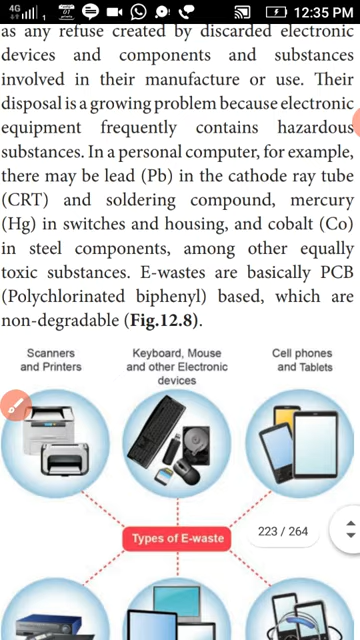 4G
1
12:35 PM
as any refuse created by discarded electronic
devices and components and substances
involved in their manufacture or use. Their
disposal is a growing problem because electronic
equipment frequently contains hazardous
substances. In a personal computer, for example,
there may be lead (Pb) in the cathode ray tube
(CRT) and soldering compound, mercury
(Hg) in switches and housing, and cobalt (Co)
in steel components, among other equally
toxic substances. E-wastes are basically PCB
(Polychlorinated biphenyl) based, which are
non-degradable (Fig.12.8).
Scanners
and Printers
Keyboard, Mouse
and other Electronic
devices
Cell phones
and Tablets
Types of E-waste
223 / 264